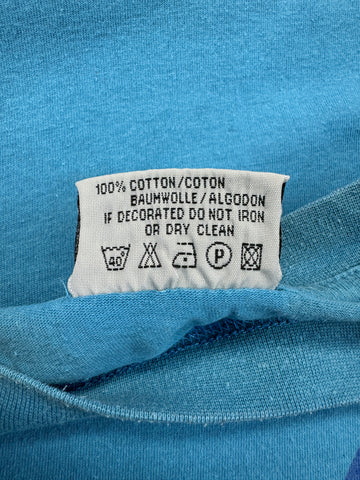 100% COTTON/COTON
BAUMWOLLE/ALGODON
IF DECORATED DO NOT IRON
OR DRY CLEAN
40° P